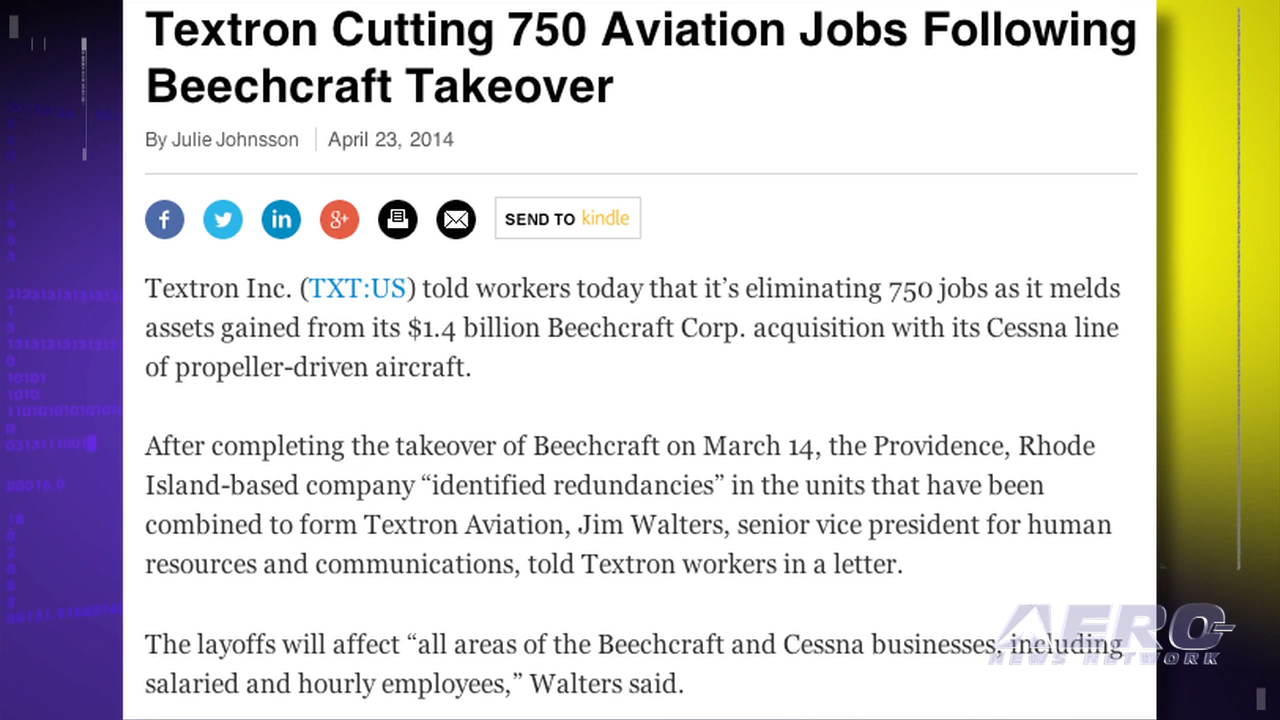 Textron Cutting 750 Aviation Jobs Following
Beechcraft Takeover
By Julie Johnsson | April 23, 2014
f in g+ SEND TO kindle
Textron Inc. (TXT:US) told workers today that it’s eliminating 750 jobs as it melds
assets gained from its $1.4 billion Beechcraft Corp. acquisition with its Cessna line
of propeller-driven aircraft.
After completing the takeover of Beechcraft on March 14, the Providence, Rhode
Island-based company “identified redundancies” in the units that have been
combined to form Textron Aviation, Jim Walters, senior vice president for human
resources and communications, told Textron workers in a letter.
The layoffs will affect “all areas of the Beechcraft and Cessna businesses, including
salaried and hourly employees,” Walters said.
AERO
NEWS NETWORK